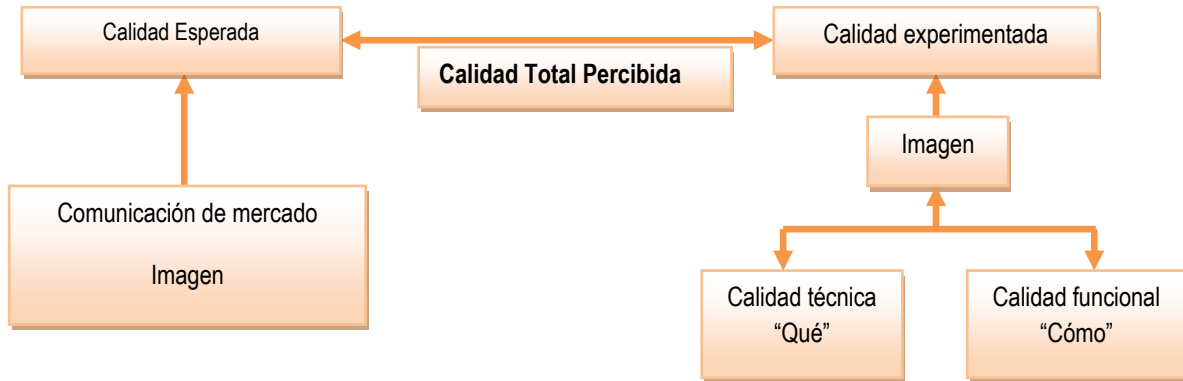 Calidad Esperada
Calidad Total Percibida
Calidad experimentada
Imagen
Comunicación de mercado
Imagen
Calidad técnica
“Qué”
Calidad funcional
“Cómo”